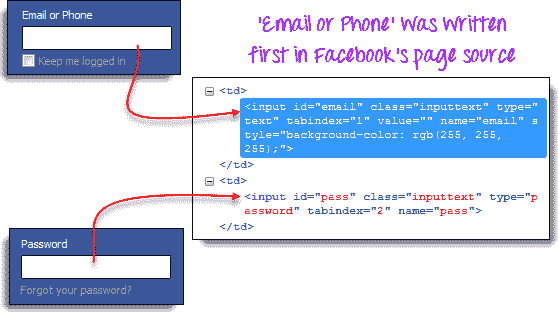 Email or Phone
Keep me logged in
'Email or Phone' Was Written
first in Facebook's page source
<td>
<input id="email" class="inputtext" type="
text" tabindex="1" value="" name="email" s
tyle="background-color: rgb(255, 255,
255);">
</td>
<td>
<input id="pass" class="inputtext" type="p
assword" tabindex="2" name="pass">
</td>
Password
Forgot your password?